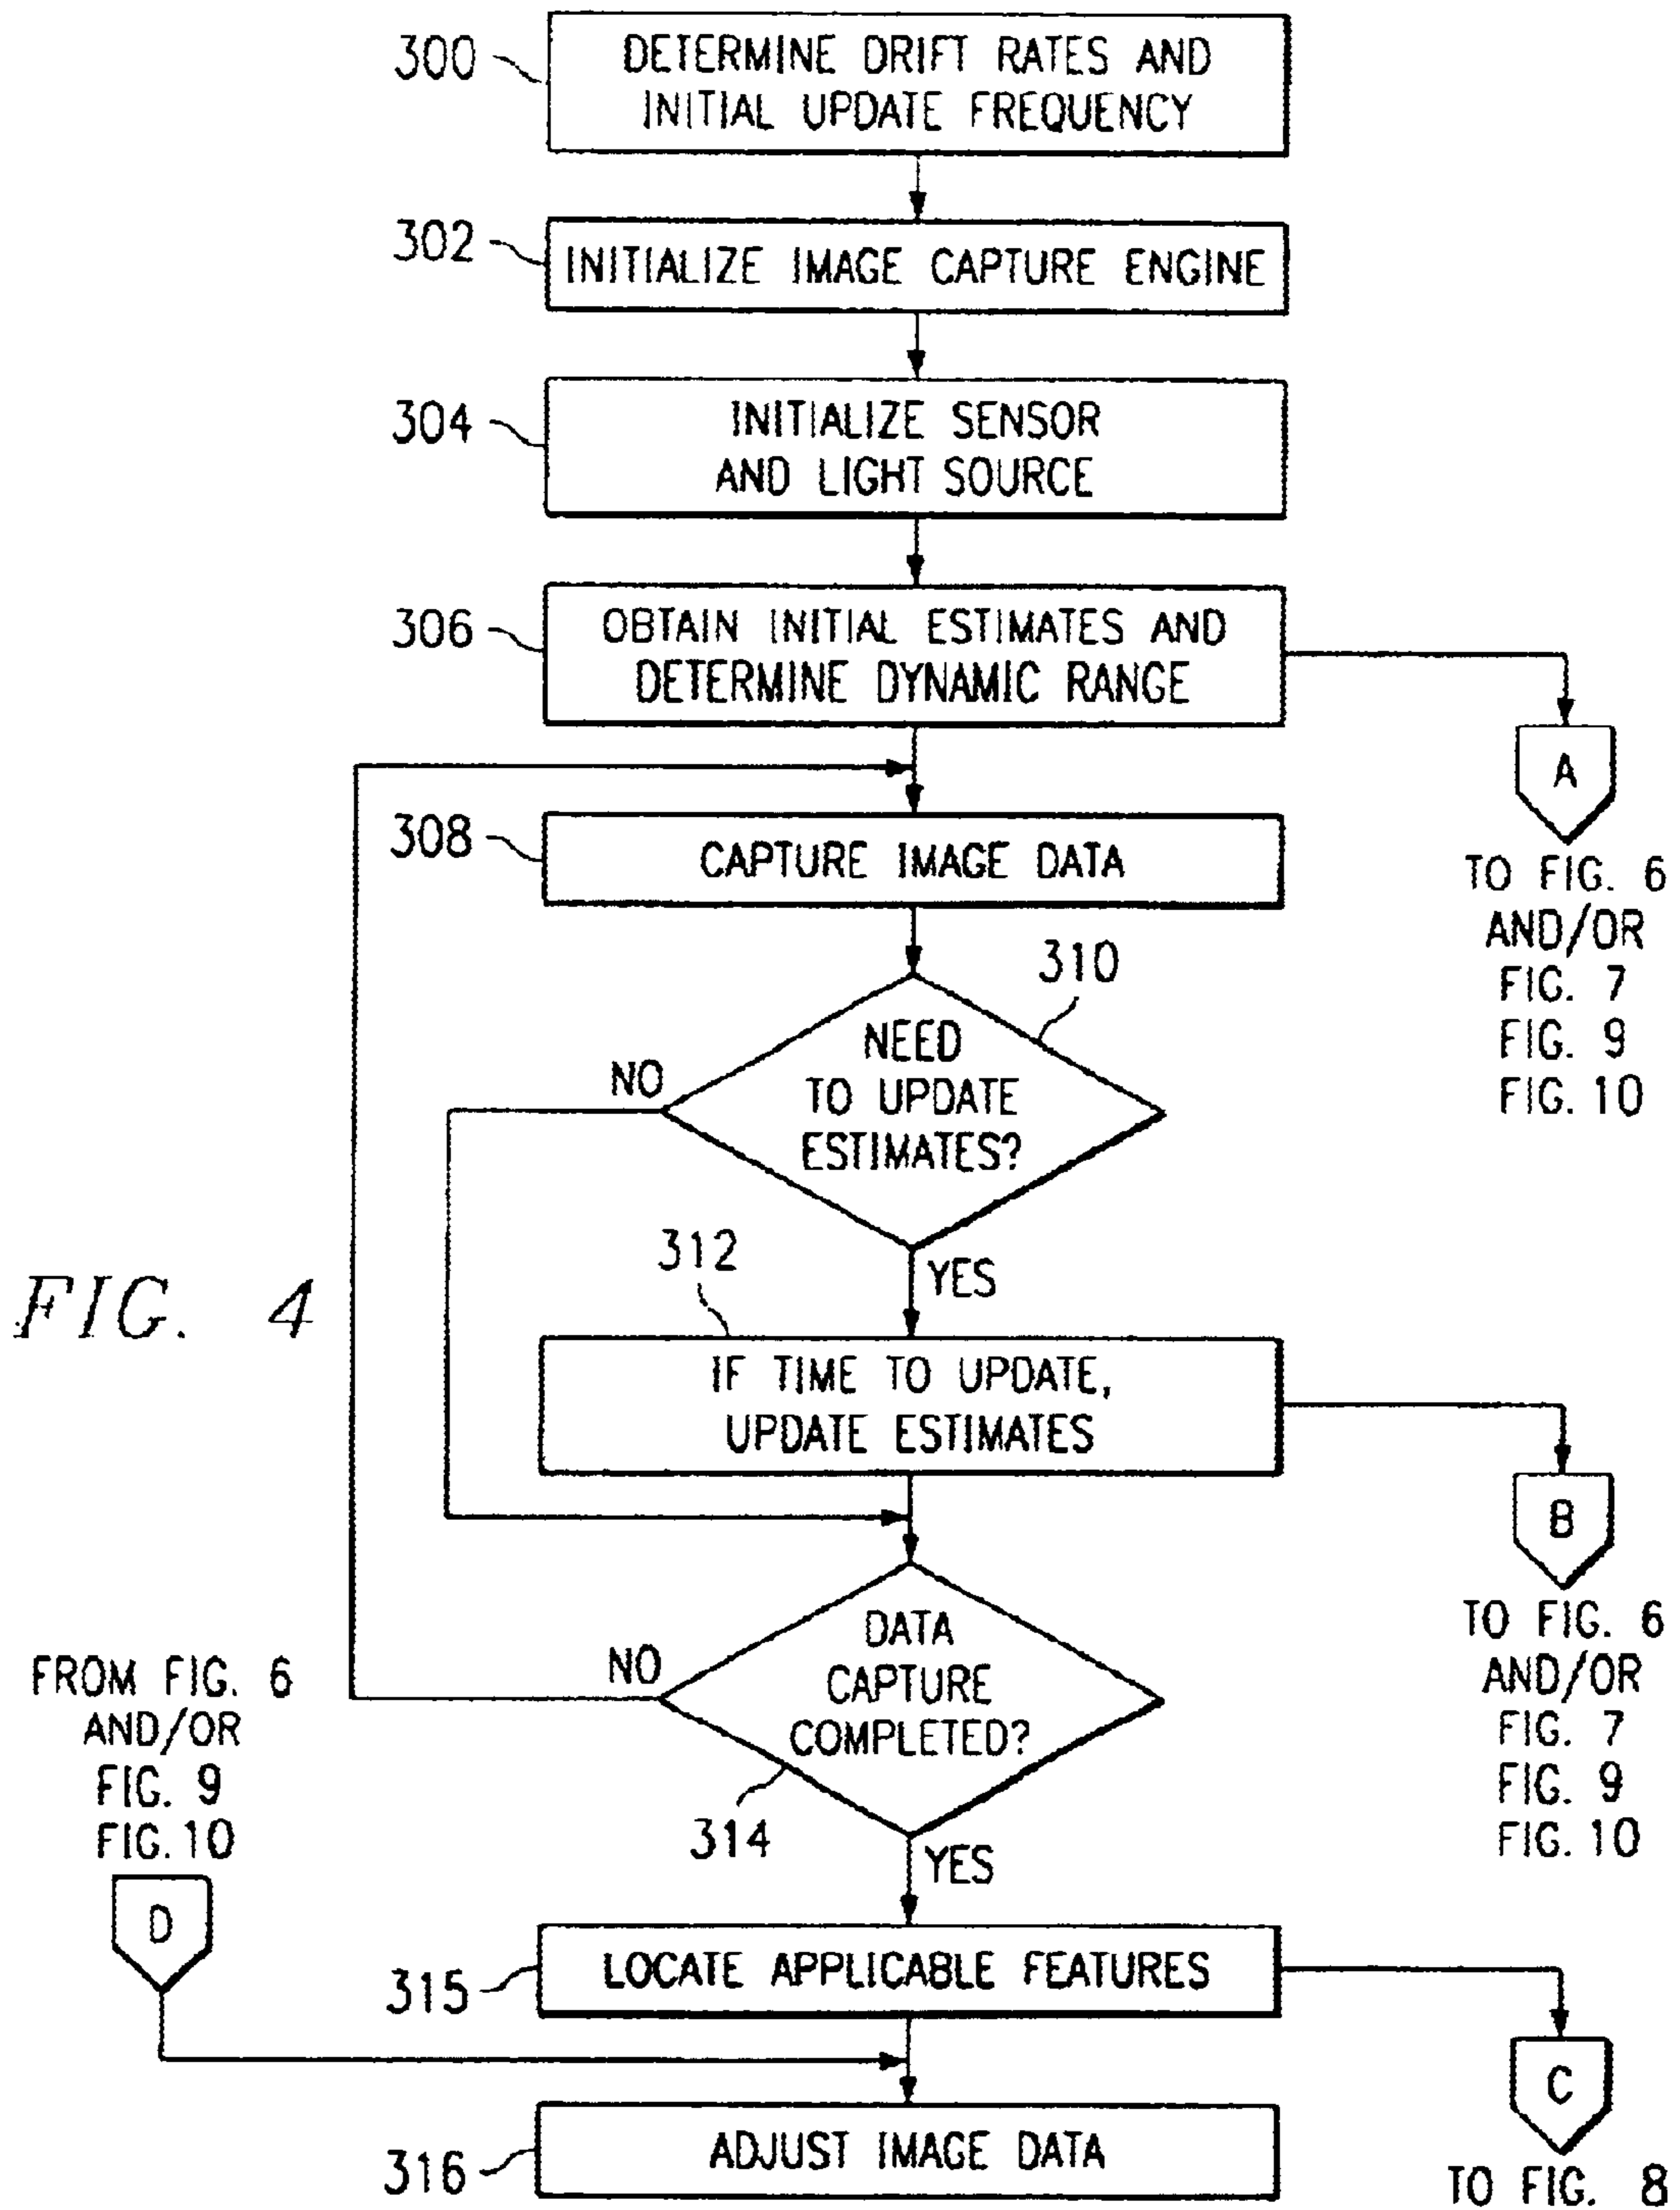 300
DETERMINE DRIFT RATES AND
INITIAL UPDATE FREQUENCY
302
INITIALIZE IMAGE CAPTURE ENGINE
304
INITIALIZE SENSOR
AND LIGHT SOURCE
306
OBTAIN INITIAL ESTIMATES AND
DETERMINE DYNAMIC RANGE
A
TO FIG. 6
AND/OR
FIG. 7
FIG. 9
FIG. 10
308
CAPTURE IMAGE DATA
310
NEED
TO UPDATE
ESTIMATES?
NO
YES
312
IF TIME TO UPDATE,
UPDATE ESTIMATES
B
TO FIG. 6
AND/OR
FIG. 7
FIG. 9
FIG. 10
FIG. 4
DATA
CAPTURE
COMPLETED?
NO
314
YES
FROM FIG. 6
AND/OR
FIG. 9
FIG. 10
D
315
LOCATE APPLICABLE FEATURES
C
TO FIG. 8
316
ADJUST IMAGE DATA